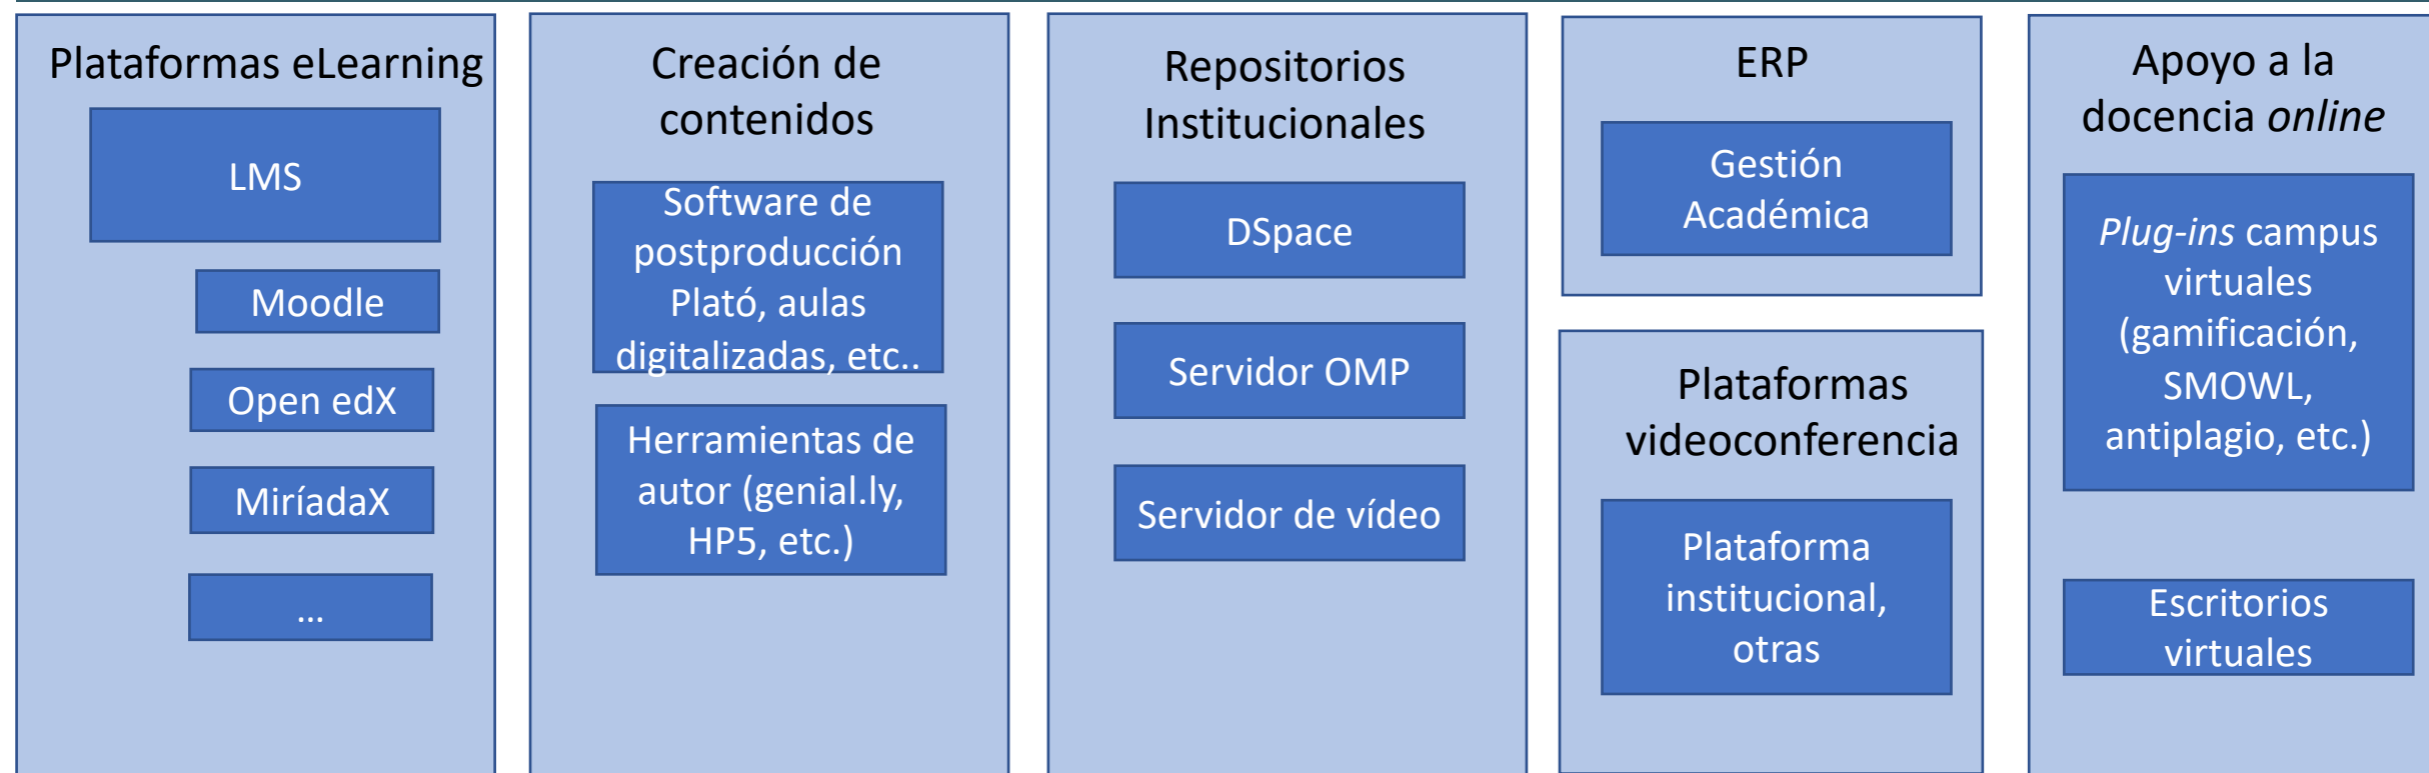 Plataformas eLearning
LMS
Moodle
Open edX
MiríadaX
...
Creación de
contenidos
Software de
postproducción
Plató, aulas
digitalizadas, etc..
Herramientas de
autor (genial.ly,
HP5, etc.)
Repositorios
Institucionales
DSpace
Servidor OMP
Servidor de vídeo
ERP
Gestión
Académica
Plataformas
videoconferencia
Plataforma
institucional,
otras
Apoyo a la
docencia online
Plug-ins campus
virtuales
(gamificación,
SMOWL,
antiplagio, etc.)
Escritorios
virtuales